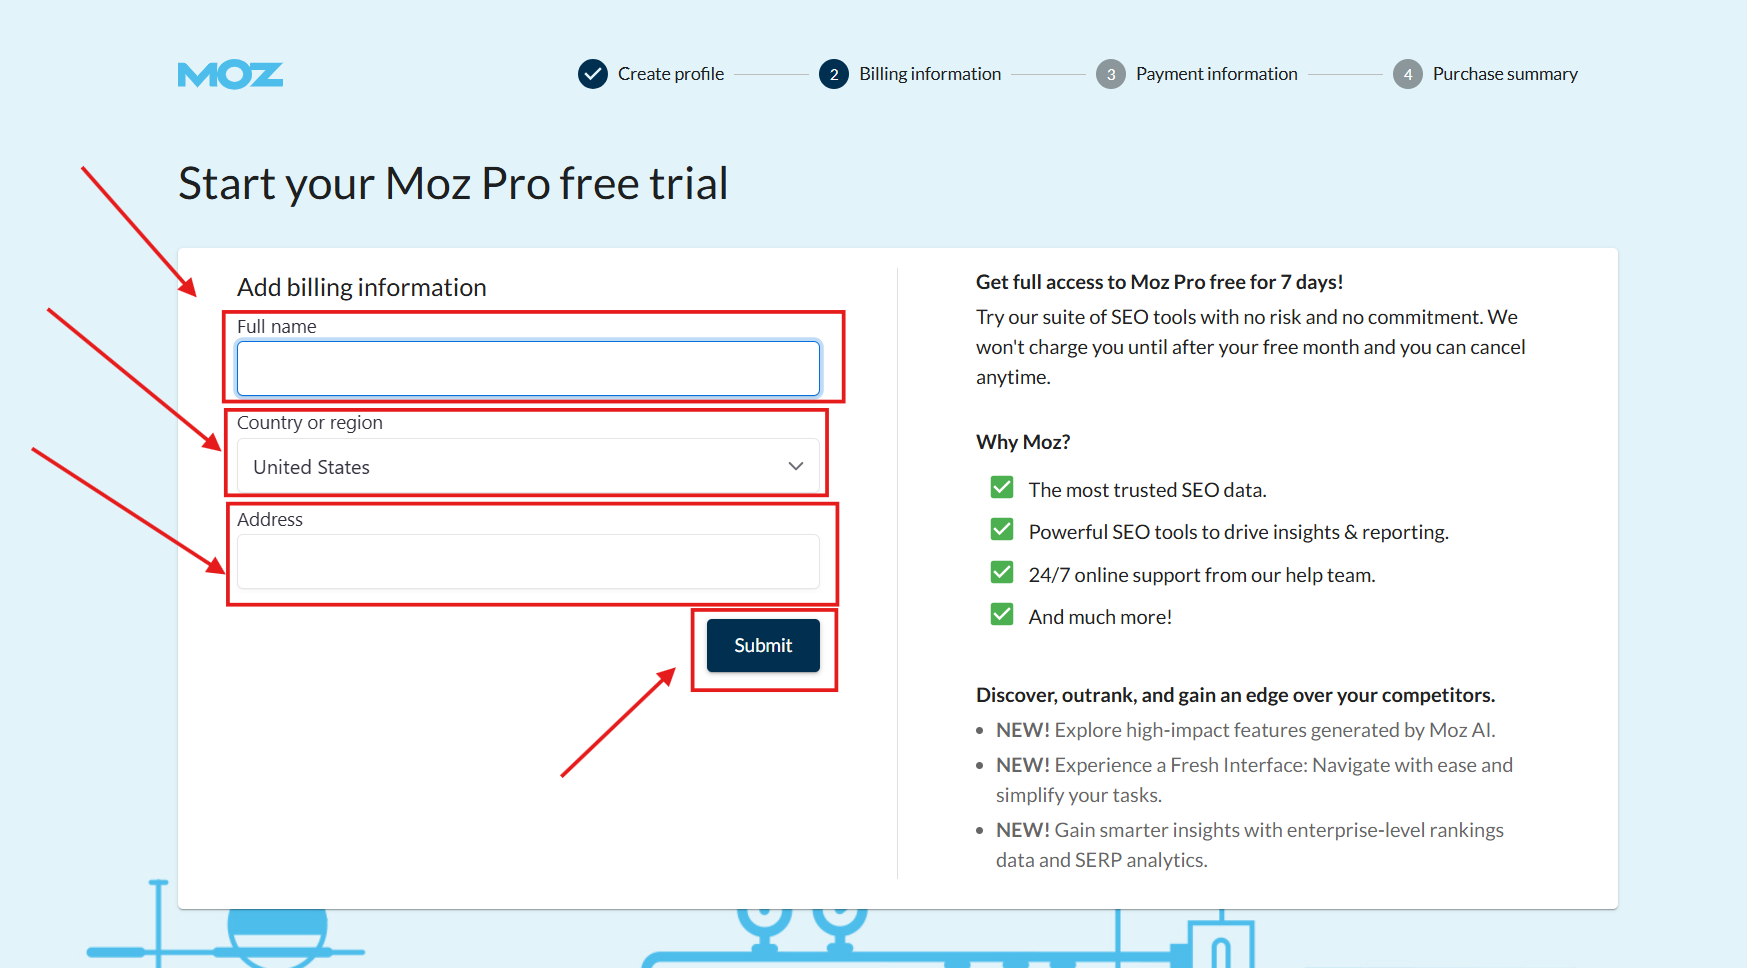 MOZ
Create profile
2 Billing information
3 Payment information
4 Purchase summary
Start your Moz Pro free trial
Add billing information
Full name
Country or region
United States
Address
Submit
Get full access to Moz Pro free for 7 days!
Try our suite of SEO tools with no risk and no commitment. We
won't charge you until after your free month and you can cancel
anytime.
Why Moz?
The most trusted SEO data.
Powerful SEO tools to drive insights & reporting.
24/7 online support from our help team.
And much more!
Discover, outrank, and gain an edge over your competitors.
• NEW! Explore high-impact features generated by Moz AI.
• NEW! Experience a Fresh Interface: Navigate with ease and
simplify your tasks.
• NEW! Gain smarter insights with enterprise-level rankings
data and SERP analytics.